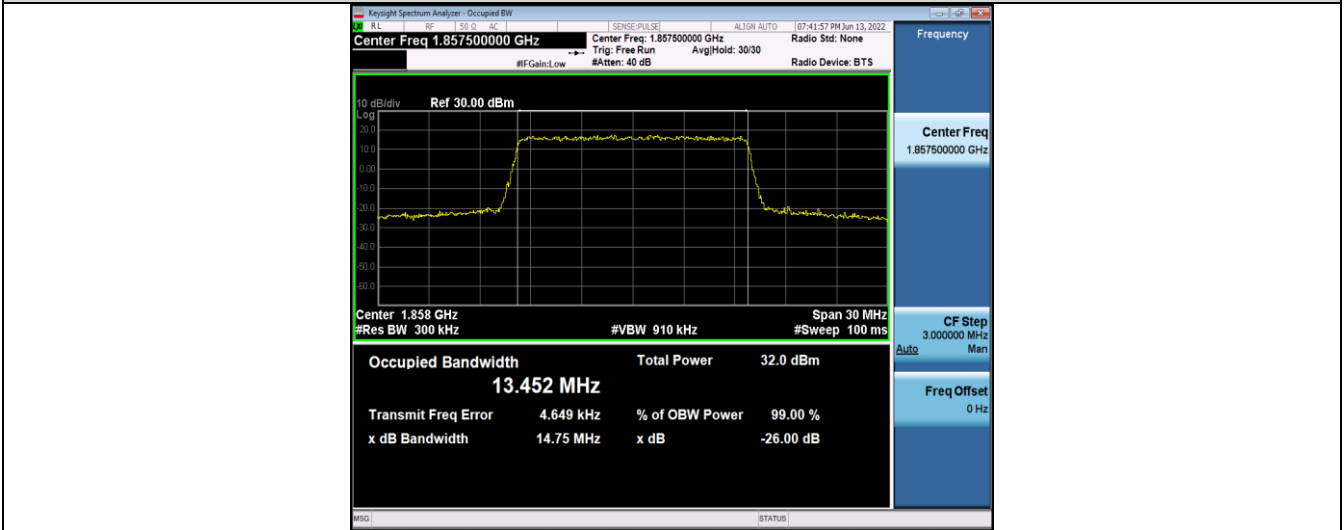 Keysight Spectrum Analyzer - Occupied BW
RL RF 50 Ω AC SENSE:PULSE ALIGN AUTO 07:41:57 PM Jun 13, 2022
Center Freq 1.857500000 GHz
Center Freq: 1.857500000 GHz Radio Std: None
Trig: Free Run Avg|Hold: 30/30
#IFGain:Low #Atten: 40 dB Radio Device: BTS
10 dB/div Ref 30.00 dBm
Log
20.0
10.0
0.00
-10.0
-20.0
-30.0
-40.0
-50.0
-60.0
Center 1.858 GHz Span 30 MHz
#Res BW 300 kHz #VBW 910 kHz #Sweep 100 ms
Occupied Bandwidth Total Power 32.0 dBm
13.452 MHz
Transmit Freq Error 4.649 kHz % of OBW Power 99.00 %
x dB Bandwidth 14.75 MHz x dB -26.00 dB
MSG STATUS
Frequency
Center Freq
1.857500000 GHz
CF Step
3.000000 MHz
Auto Man
Freq Offset
0 Hz